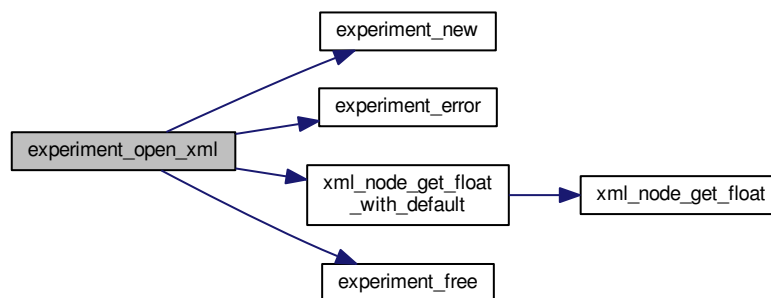 experiment_new
experiment_error
experiment_open_xml
xml_node_get_float
_with_default
xml_node_get_float
experiment_free